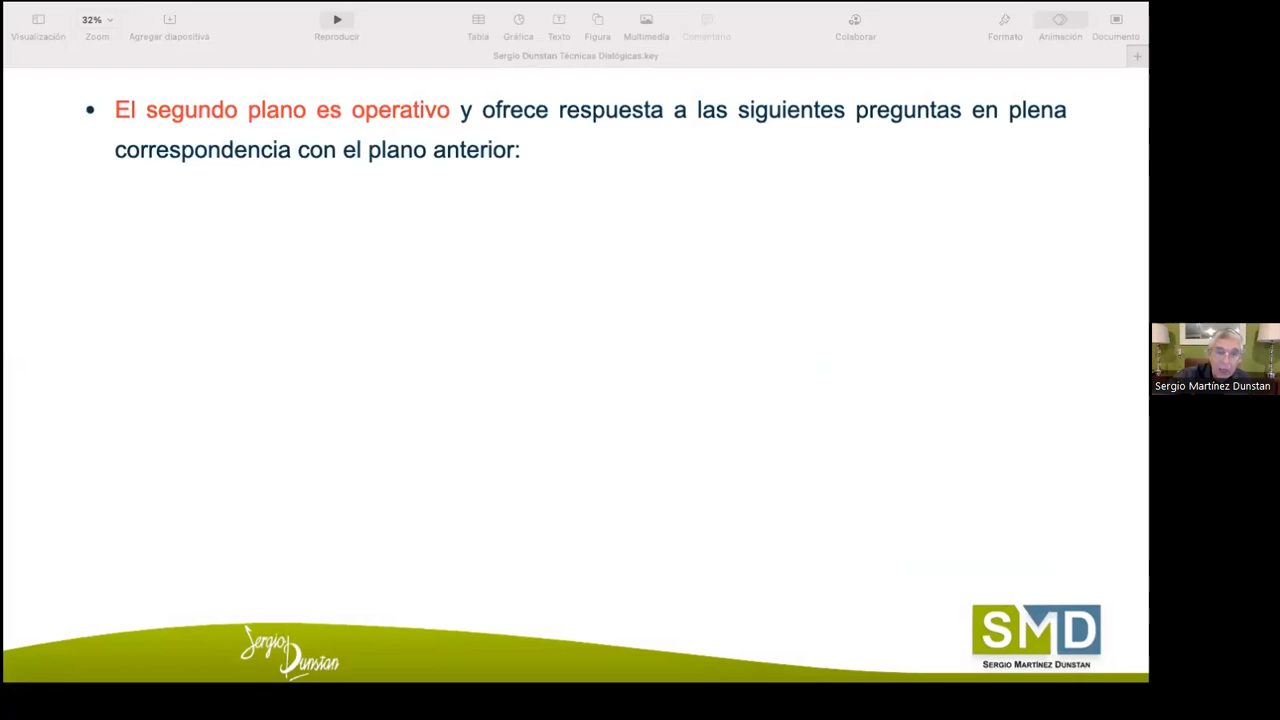 32%
Visualización Zoom Agregar diapositiva Reproducir Tabla Gráfica Texto Figura Multimedia Comentario Colaborar Formato Animación Documento
Sergio Dunstan Técnicas Dialógicas.key
• El segundo plano es operativo y ofrece respuesta a las siguientes preguntas en plena
correspondencia con el plano anterior:
Sergio Martínez Dunstan
Sergio
Dunstan
SMD
SERGIO MARTÍNEZ DUNSTAN